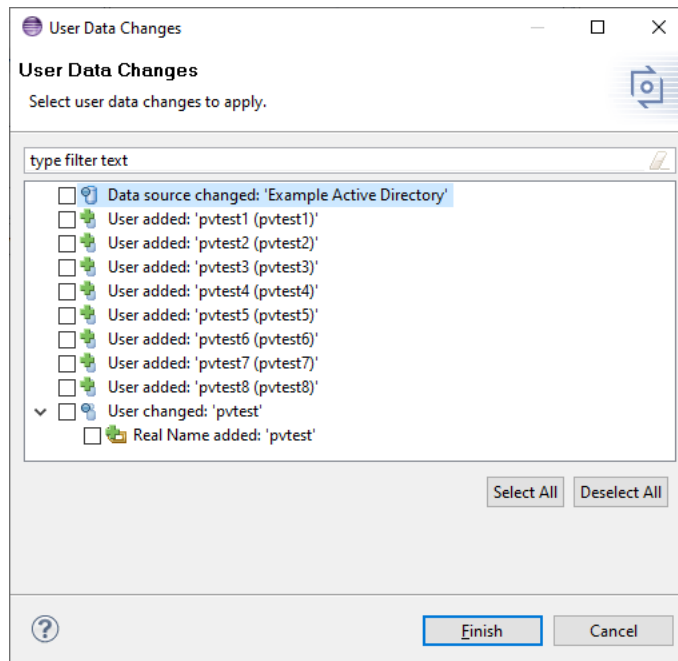 User Data Changes
User Data Changes
Select user data changes to apply.
type filter text
Data source changed: 'Example Active Directory'
User added: 'pvtest1 (pvtest1)'
User added: 'pvtest2 (pvtest2)'
User added: 'pvtest3 (pvtest3)'
User added: 'pvtest4 (pvtest4)'
User added: 'pvtest5 (pvtest5)'
User added: 'pvtest6 (pvtest6)'
User added: 'pvtest7 (pvtest7)'
User added: 'pvtest8 (pvtest8)'
User changed: 'pvtest'
Real Name added: 'pvtest'
Select All Deselect All
Finish Cancel